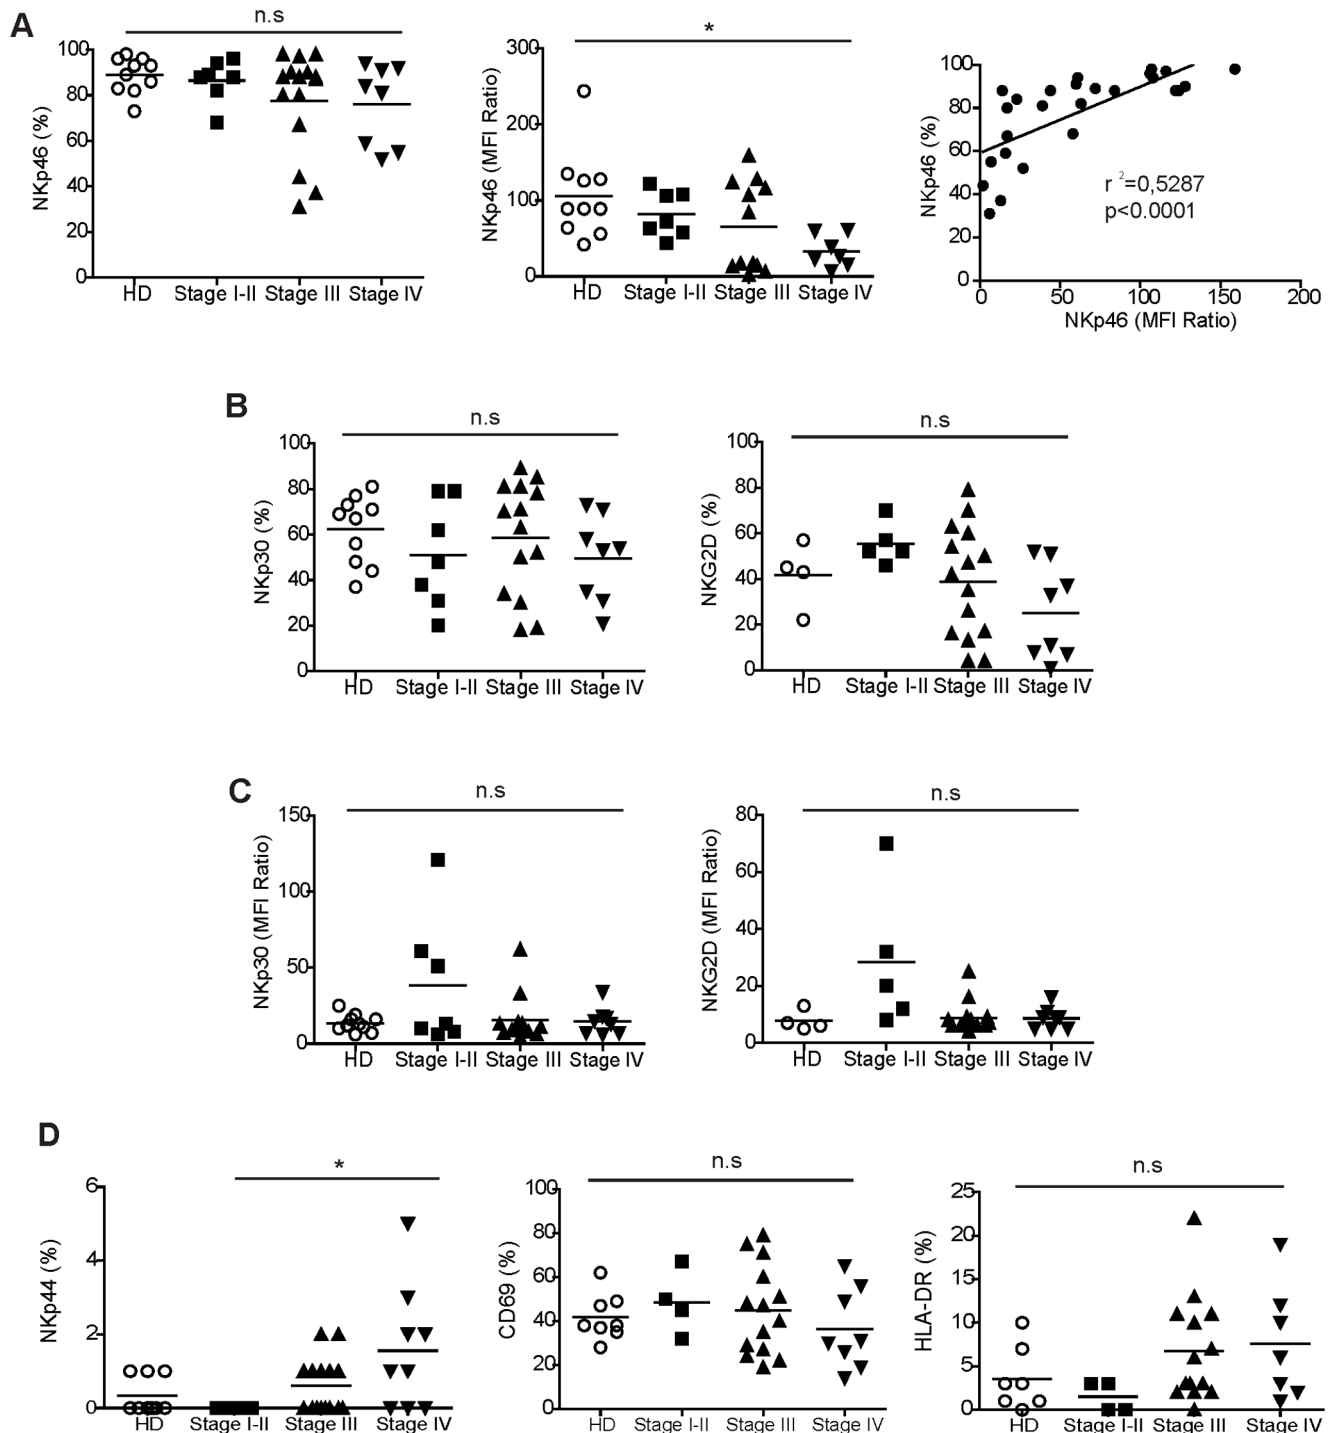 A
n.s
NKp46 (%)
100
80
60
40
20
0
HD Stage I-II Stage III Stage IV
*
NKp46 (MFI Ratio)
300
200
100
0
HD Stage I-II Stage III Stage IV
NKp46 (%)
100
80
60
40
20
0
r ²=0,5287
p<0.0001
0 50 100 150 200
NKp46 (MFI Ratio)
B
n.s
NKp30 (%)
100
80
60
40
20
0
HD Stage I-II Stage III Stage IV
n.s
NKG2D (%)
100
80
60
40
20
0
HD Stage I-II Stage III Stage IV
C
n.s
NKp30 (MFI Ratio)
150
100
50
0
HD Stage I-II Stage III Stage IV
n.s
NKG2D (MFI Ratio)
80
60
40
20
0
HD Stage I-II Stage III Stage IV
D
*
NKp44 (%)
6
4
2
0
HD Stage I-II Stage III Stage IV
n.s
CD69 (%)
100
80
60
40
20
0
HD Stage I-II Stage III Stage IV
n.s
HLA-DR (%)
25
20
15
10
5
0
HD Stage I-II Stage III Stage IV